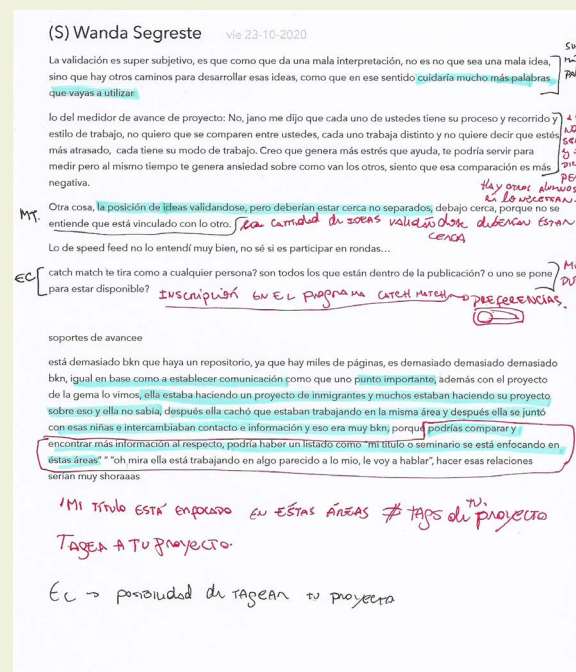 (S) Wanda Segreste vie 23-10-2020
La validación es super subjetivo, es que como que da una mala interpretación, no es no que sea una mala idea,
sino que hay otros caminos para desarrollar esas ideas, como que en ese sentido cuidaría mucho más palabras
que vayas a utilizar
lo del medidor de avance de proyecto: No, jano me dijo que cada uno de ustedes tiene su proceso y recorrido y
estilo de trabajo, no quiero que se comparen entre ustedes, cada uno trabaja distinto y no quiere decir que estés
más atrasado, cada tiene su modo de trabajo. Creo que genera más estrés que ayuda, te podría servir para
medir pero al mismo tiempo te genera ansiedad sobre como van los otros, siento que esa comparación es más
negativa.
HAY OTROS ALUMNOS
si lo NECESITAN.
MT.
Otra cosa, la posición de ideas validandose, pero deberían estar cerca no separados, debajo cerca, porque no se
entiende que está vinculado con lo otro. La cantidad de IDEAS validándose deberían ESTAR
CERCA
Lo de speed feed no lo entendí muy bien, no sé si es participar en rondas...
EC
catch match te tira como a cualquier persona? son todos los que están dentro de la publicación? o uno se pone
para estar disponible? INSCRIPCIÓN EN EL PROGRAMA CATCH MATCH → PREFERENCIAS.
soportes de avancee
está demasiado bkn que haya un repositorio, ya que hay miles de páginas, es demasiado demasiado demasiado
bkn, igual en base como a establecer comunicación como que uno punto importante, además con el proyecto
de la gema lo vimos, ella estaba haciendo un proyecto de inmigrantes y muchos estaban haciendo su proyecto
sobre eso y ella no sabía, después ella cachó que estaban trabajando en la misma área y después ella se juntó
con esas niñas e intercambiaban contacto e información y eso era muy bkn, porque podrías comparar y
encontrar más información al respecto, podría haber un listado como "mi titulo o seminario se está enfocando en
éstas áreas" " "oh mira ella está trabajando en algo parecido a lo mio, le voy a hablar", hacer esas relaciones
serían muy shoraaas
'MI TÍTULO ESTÁ ENFOCADO EN ÉSTAS ÁREAS ≠ TAGS de tu proyecto
TAGEA A TU PROYECTO.
EC → posibilidad de TAGEAR tu proyecto